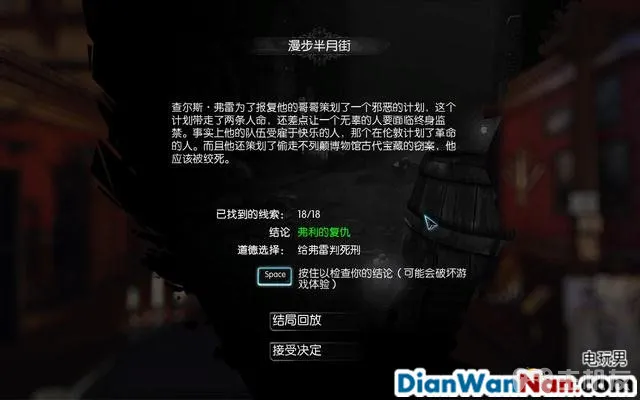 漫步半月街
查尔斯·弗雷为了报复他的哥哥策划了一个邪恶的计划，这个
计划带走了两条人命，还差点让一个无辜的人要面临终身监
禁。事实上他的队伍受雇于快乐的人，那个在伦敦计划了革命
的人。而且他还策划了偷走不列颠博物馆古代宝藏的窃案，他
应该被绞死。
已找到的线索： 18/18
结论 弗利的复仇
道德选择： 给弗雷判死刑
Space 按住以检查你的结论（可能会破坏游
戏体验）
结局回放
接受决定
电玩男
DianWanNan.com